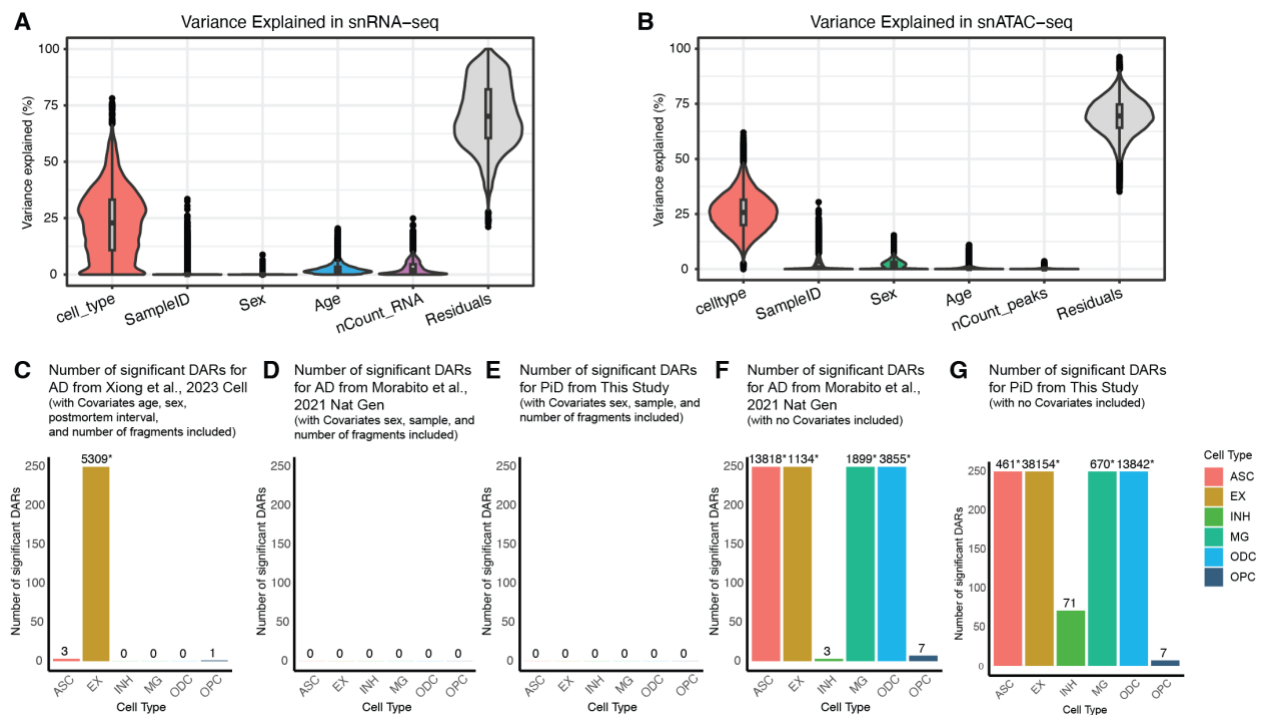 A
Variance Explained in snRNA−seq
Variance explained (%)
100
75
50
25
0
cell_type
SampleID
Sex
Age
nCount_RNA
Residuals
B
Variance Explained in snATAC−seq
Variance explained (%)
100
75
50
25
0
celltype
SampleID
Sex
Age
nCount_peaks
Residuals
C
Number of significant DARs for
AD from Xiong et al., 2023 Cell
(with Covariates age, sex,
postmortem interval,
and number of fragments included)
Number of significant DARs
250
200
150
100
50
0
3
5309*
0
0
0
1
ASC
EX
INH
MG
ODC
OPC
Cell Type
D
Number of significant DARs
for AD from Morabito et al.,
2021 Nat Gen
(with Covariates sex, sample, and
number of fragments included)
Number of significant DARs
250
200
150
100
50
0
0
0
0
0
0
0
ASC
EX
INH
MG
ODC
OPC
Cell Type
E
Number of significant DARs
for PiD from This Study
(with Covariates sex, sample, and
number of fragments included)
Number of significant DARs
250
200
150
100
50
0
0
0
0
0
0
0
ASC
EX
INH
MG
ODC
OPC
Cell Type
F
Number of significant DARs
for AD from Morabito et al.,
2021 Nat Gen
(with no Covariates included)
Number of significant DARs
250
200
150
100
50
0
13818*
1134*
3
1899*
3855*
7
ASC
EX
INH
MG
ODC
OPC
Cell Type
G
Number of significant DARs
for PiD from This Study
(with no Covariates included)
Number of significant DARs
250
200
150
100
50
0
461*
38154*
71
670*
13842*
7
ASC
EX
INH
MG
ODC
OPC
Cell Type
Cell Type
ASC
EX
INH
MG
ODC
OPC